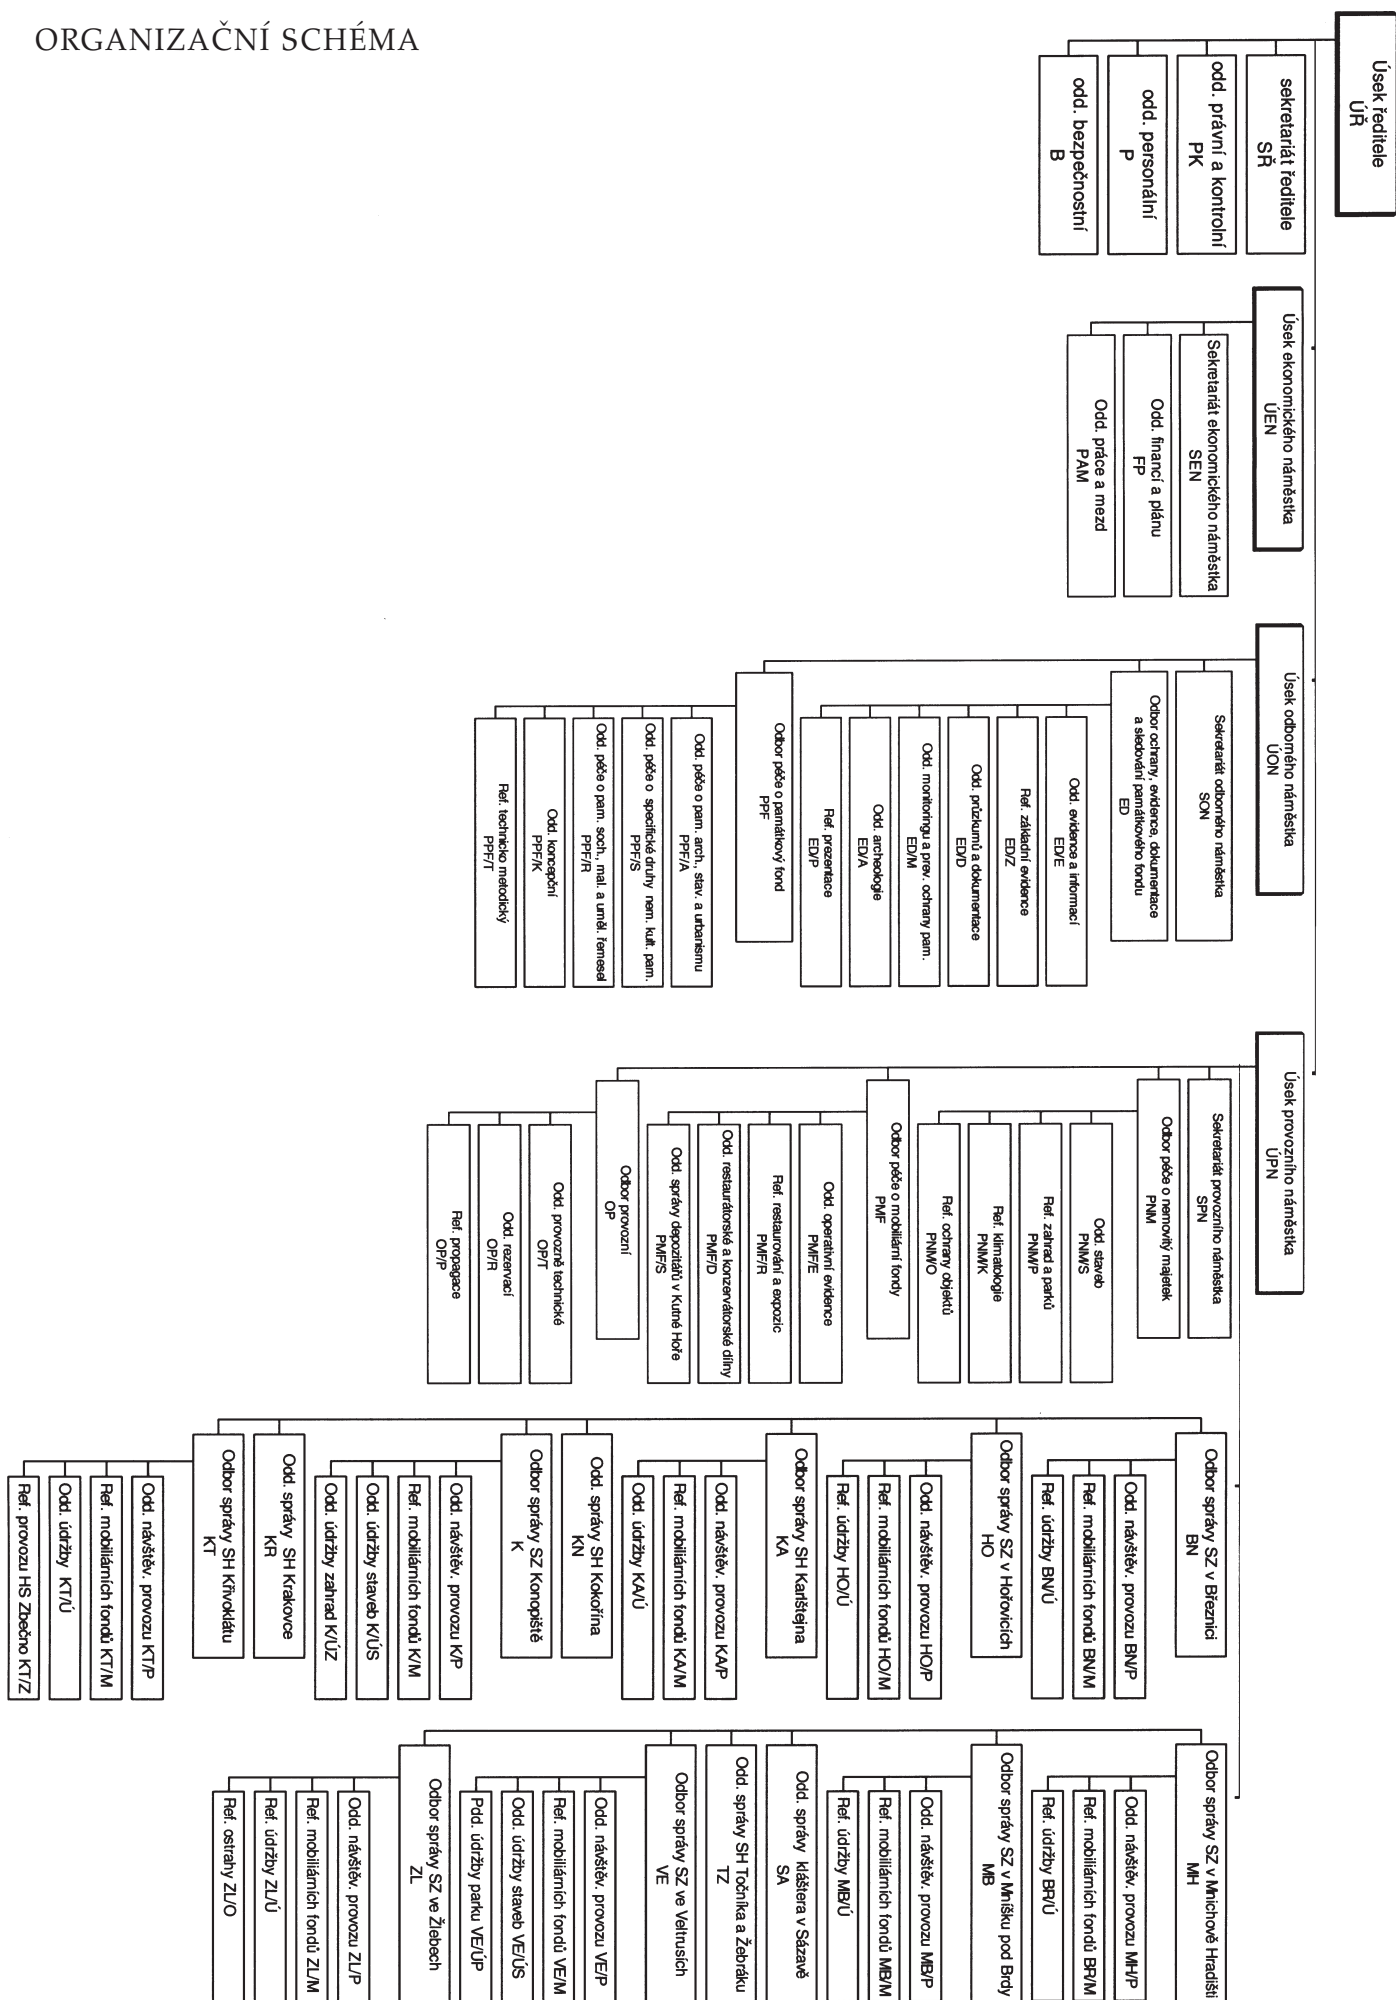 ORGANIZAČNÍ SCHÉMA
Úsek ředitele
ÚŘ
sekretariát ředitele
SŘ
odd. právní a kontrolní
PK
odd. personální
P
odd. bezpečnostní
B
Úsek ekonomického náměstka
ÚEN
Sekretariát ekonomického náměstka
SEN
Odd. financí a plánu
FP
Odd. práce a mezd
PAM
Úsek odborného náměstka
ÚON
Sekretariát odborného náměstka
SON
Odbor ochrany, evidence, dokumentace
a sledování památkového fondu
ED
Odd. evidence a informací
ED/E
Ref. základní evidence
ED/Z
Odd. průzkumů a dokumentace
ED/D
Odd. monitoringu a prev. ochrany pam.
ED/M
Odd. archeologie
ED/A
Ref. prezentace
ED/P
Odbor péče o památkový fond
PPF
Odd. péče o pam. arch., stav. a urbanismu
PPF/A
Odd. péče o specifické druhy nem. kult. pam.
PPF/S
Odd. péče o pam. soch., mal. a uměl. řemesel
PPF/R
Odd. koncepční
PPF/K
Ref. technicko metodický
PPF/T
Úsek provozního náměstka
ÚPN
Sekretariát provozního náměstka
SPN
Odbor péče o nemovitý majetek
PNM
Odd. staveb
PNM/S
Ref. zahrad a parků
PNM/P
Ref. klimatologie
PNM/K
Ref. ochrany objektů
PNM/O
Odbor péče o mobiliární fondy
PMF
Odd. operativní evidence
PMF/E
Ref. restaurování a expozic
PMF/R
Odd. restaurátorské a konzervátorské dílny
PMF/D
Odd. správy depozitářů v Kutné Hoře
PMF/S
Odbor provozní
OP
Odd. provozně technické
OP/T
Odd. rezervací
OP/R
Ref. propagace
OP/P
Odbor správy SZ v Březnici
BN
Odd. návštěv. provozu BN/P
Ref. mobiliárních fondů BN/M
Ref. údržby BN/Ú
Odbor správy SZ v Hořovicích
HO
Odd. návštěv. provozu HO/P
Ref. mobiliárních fondů HO/M
Ref. údržby HO/Ú
Odbor správy SH Karlštejna
KA
Odd. návštěv. provozu KA/P
Ref. mobiliárních fondů KA/M
Odd. údržby KA/Ú
Odd. správy SH Kokořína
KN
Odbor správy SZ Konopiště
K
Odd. návštěv. provozu K/P
Ref. mobiliárních fondů K/M
Odd. údržby staveb K/ÚS
Odd. údržby zahrad K/ÚZ
Odd. správy SH Krakovce
KR
Odbor správy SH Křivoklátu
KT
Odd. návštěv. provozu KT/P
Ref. mobiliárních fondů KT/M
Odd. údržby KT/Ú
Ref. provozu HS Zbečno KT/Z
Odbor správy SZ v Mnichově Hradišti
MH
Odd. návštěv. provozu MH/P
Ref. mobiliárních fondů BR/M
Ref. údržby BR/Ú
Odbor správy SZ v Mníšku pod Brdy
MB
Odd. návštěv. provozu MB/P
Ref. mobiliárních fondů MB/M
Ref. údržby MB/Ú
Odd. správy kláštera v Sázavě
SA
Odd. správy SH Točníka a Žebráku
TZ
Odbor správy SZ ve Veltrusích
VE
Odd. návštěv. provozu VE/P
Ref. mobiliárních fondů VE/M
Odd. údržby staveb VE/ÚS
Pdd. údržby parku VE/ÚP
Odbor správy SZ ve Žlebech
ZL
Odd. návštěv. provozu ZL/P
Ref. mobiliárních fondů ZL/M
Ref. údržby ZL/Ú
Ref. ostrahy ZL/O